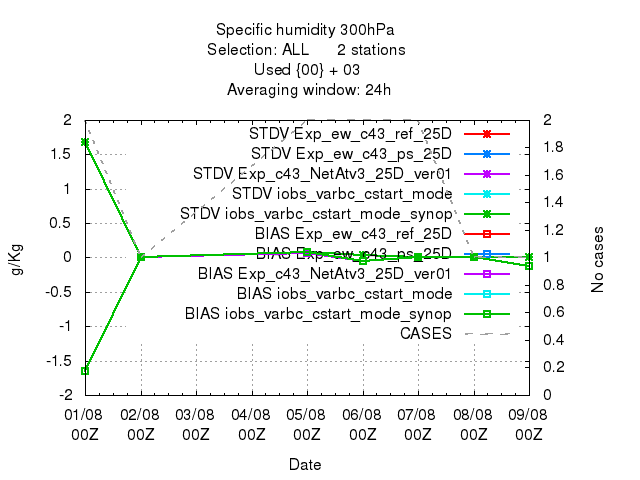 Specific humidity 300hPa
Selection: ALL 2 stations
Used {00} + 03
Averaging window: 24h
2 2
1.5 1.8
1 1.6
0.5 1.4
0 1.2
-0.5 1
-1 0.8
-1.5 0.6
-2 0.4
0.2
0
g/Kg
No cases
STDV Exp_ew_c43_ref_25D
STDV Exp_ew_c43_ps_25D
STDV Exp_c43_NetAtv3_25D_ver01
STDV iobs_varbc_cstart_mode
STDV iobs_varbc_cstart_mode_synop
BIAS Exp_ew_c43_ref_25D
BIAS Exp_ew_c43_ps_25D
BIAS Exp_c43_NetAtv3_25D_ver01
BIAS iobs_varbc_cstart_mode
BIAS iobs_varbc_cstart_mode_synop
CASES
01/08 02/08 03/08 04/08 05/08 06/08 07/08 08/08 09/08
00Z 00Z 00Z 00Z 00Z 00Z 00Z 00Z 00Z
Date